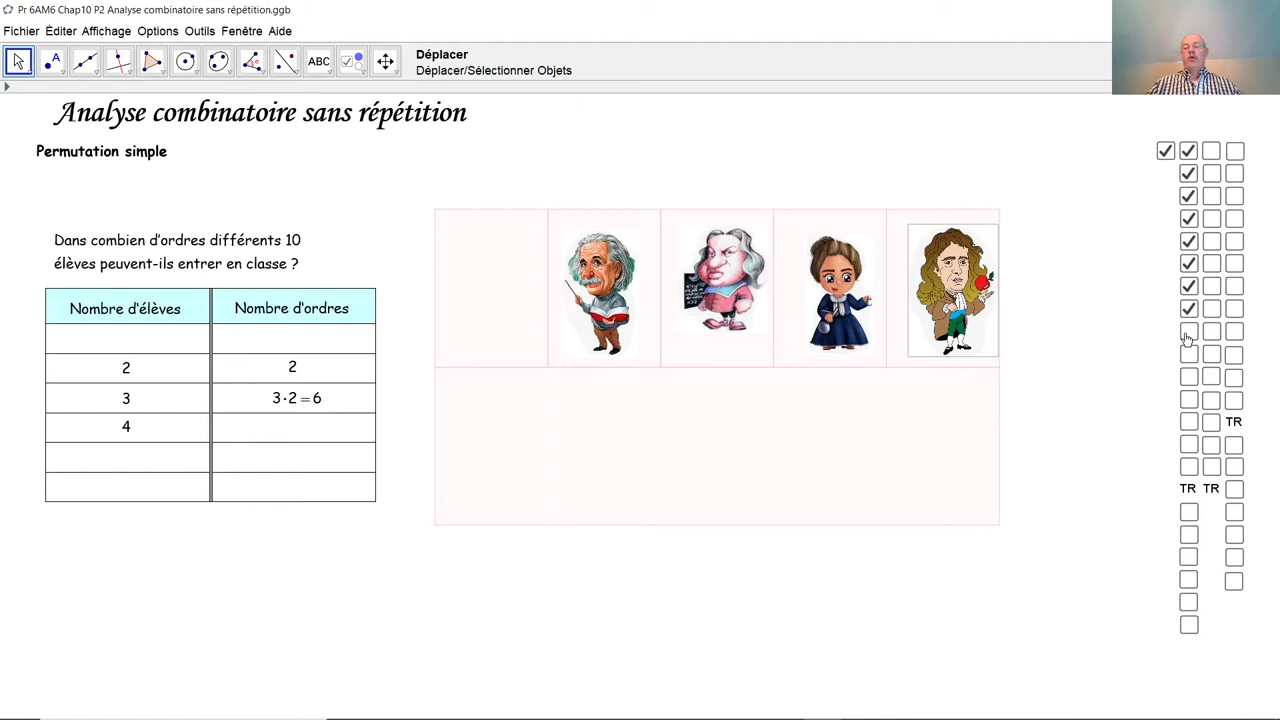 Pr 6AM6 Chap10 P2 Analyse combinatoire sans répétition.ggb
Fichier Éditer Affichage Options Outils Fenêtre Aide
ABC
Déplacer
Déplacer/Sélectionner Objets
Analyse combinatoire sans répétition
Permutation simple
Dans combien d'ordres différents 10
élèves peuvent-ils entrer en classe ?
Nombre d'élèves Nombre d'ordres
2 2
3 3·2=6
4
TR
TR TR